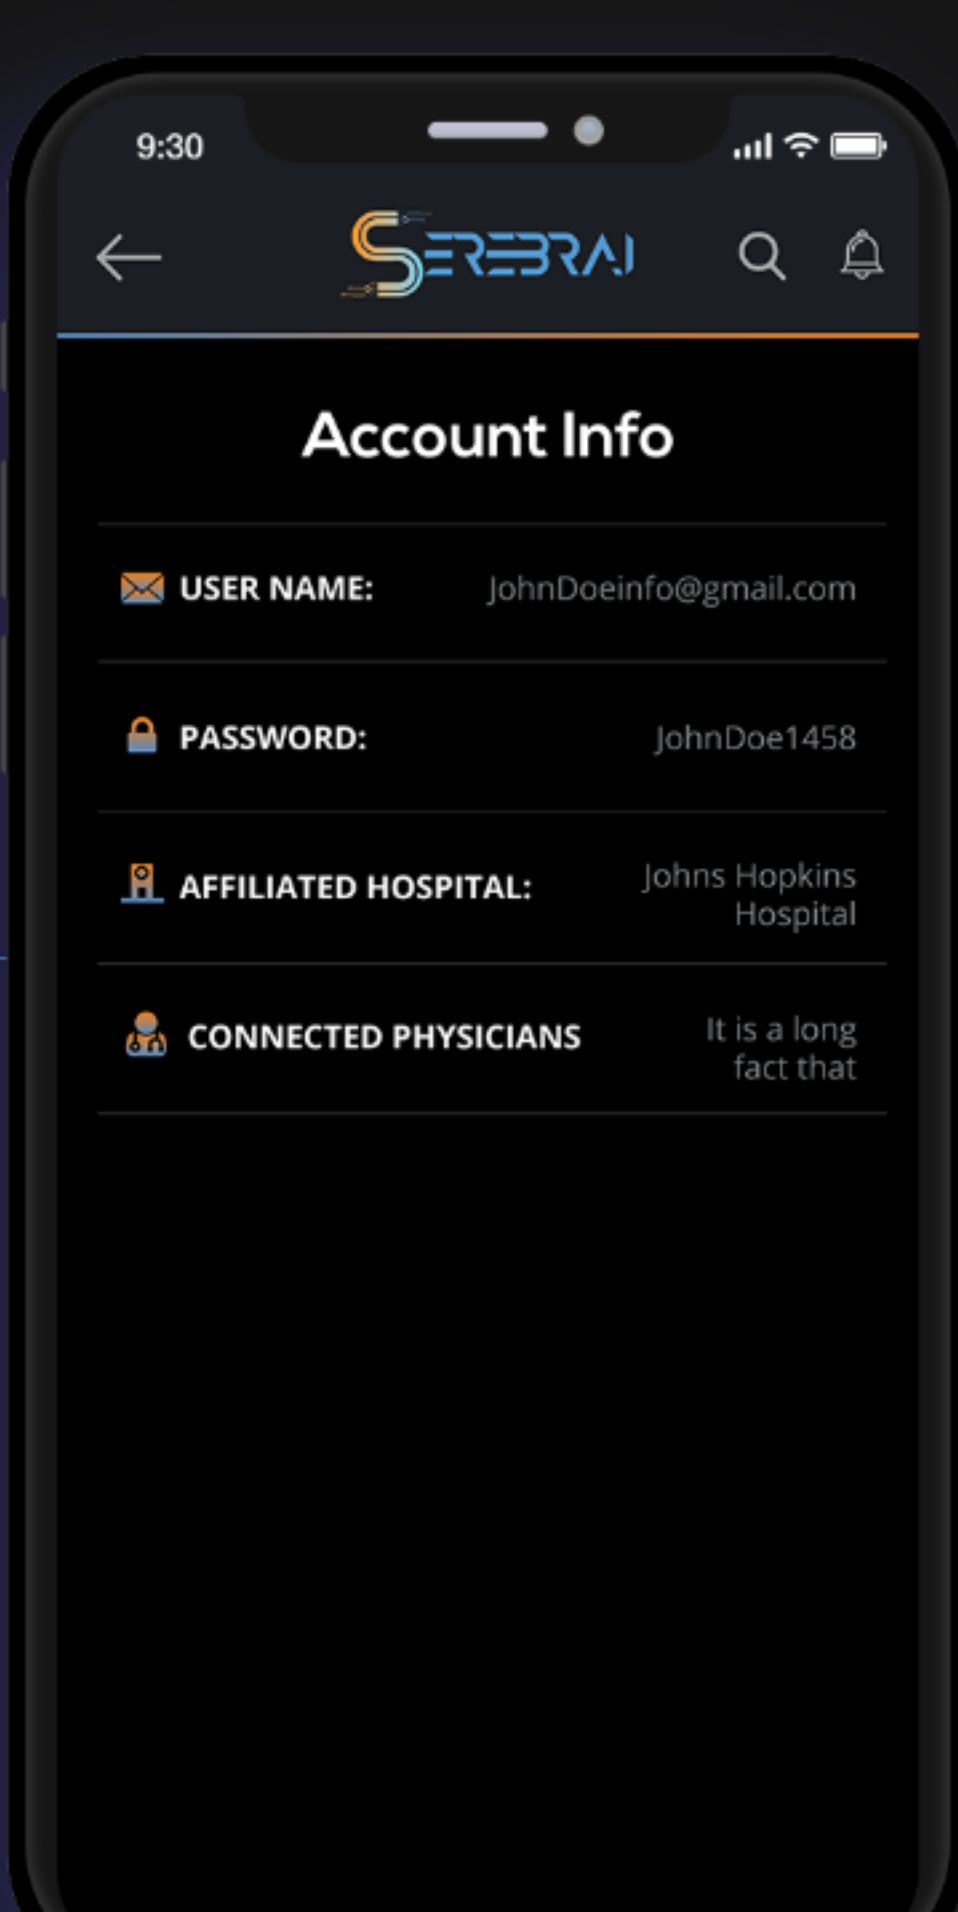 9:30
SEREBRAI
Account Info
USER NAME: JohnDoeinfo@gmail.com
PASSWORD: JohnDoe1458
AFFILIATED HOSPITAL: Johns Hopkins
Hospital
CONNECTED PHYSICIANS It is a long
fact that